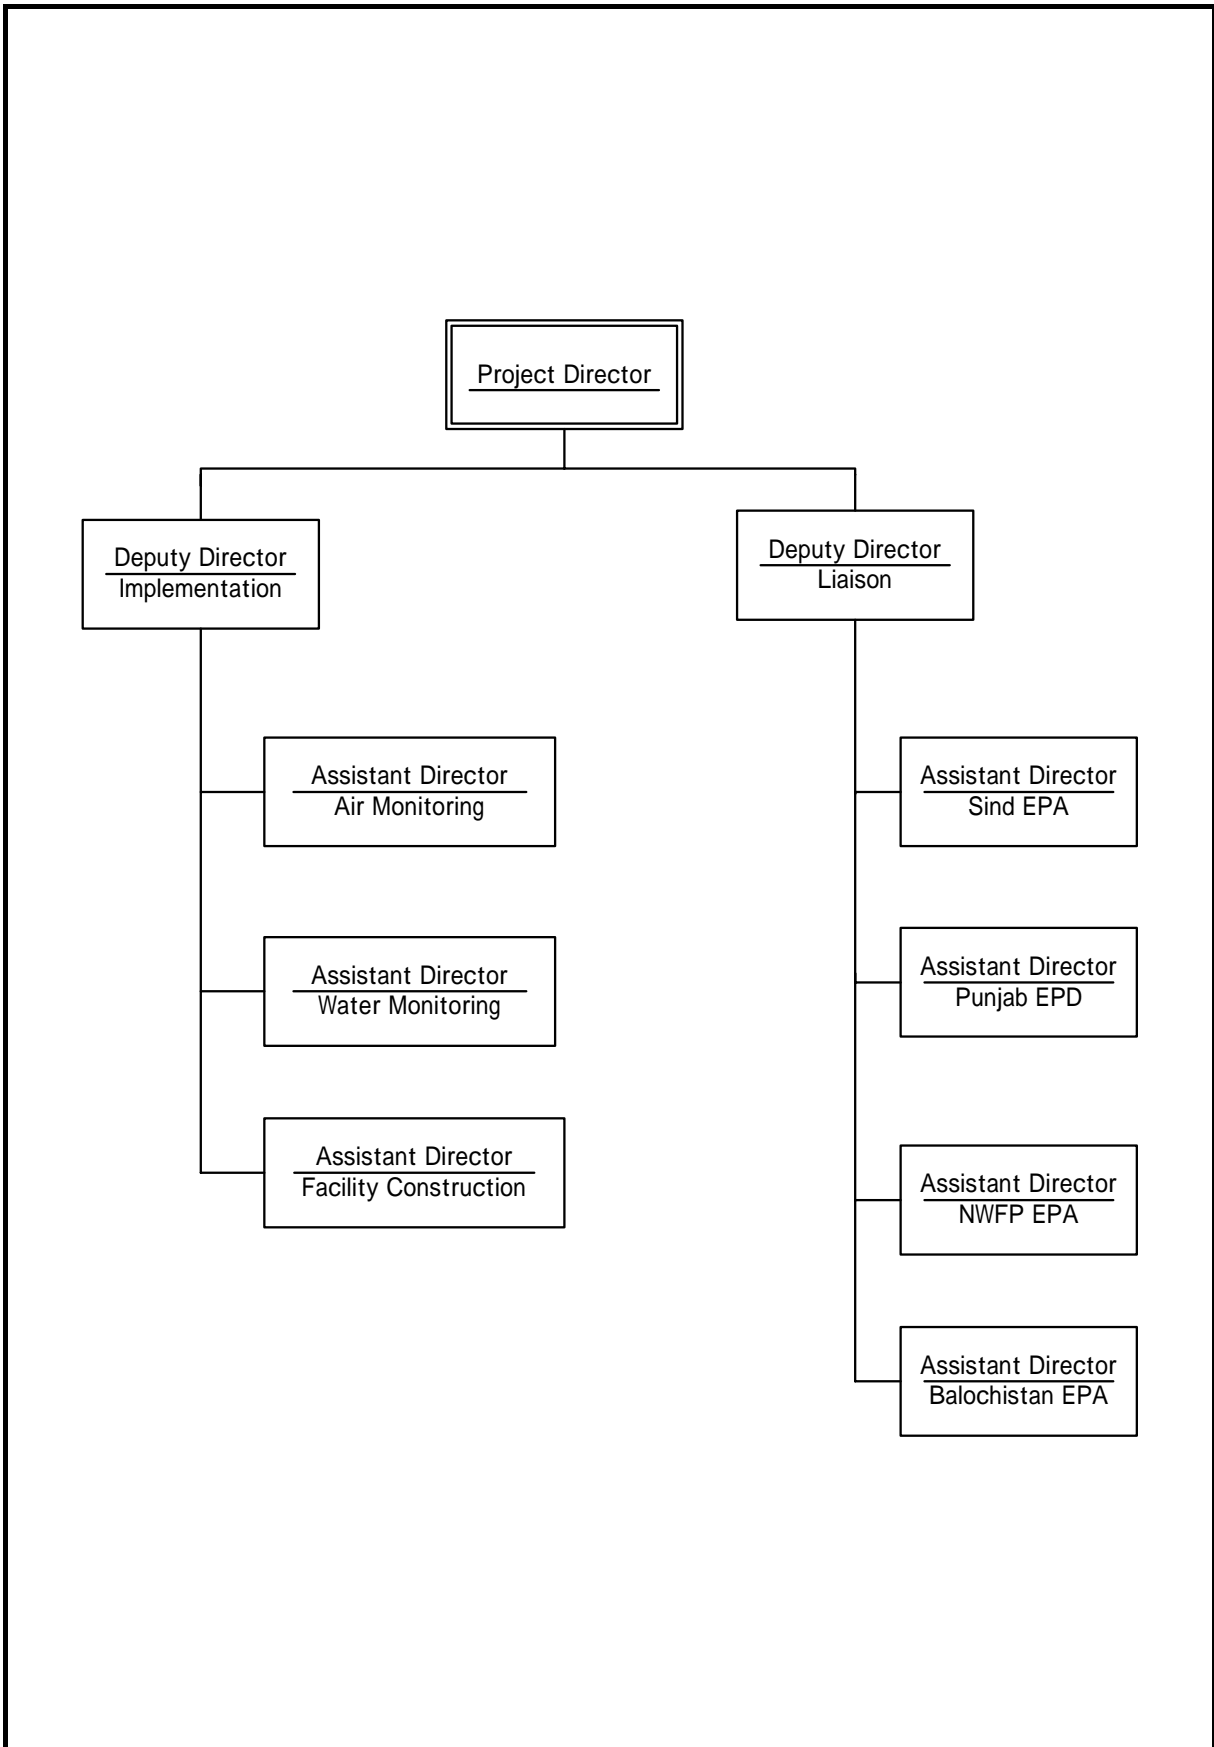 Project Director
Deputy Director
Implementation
Deputy Director
Liaison
Assistant Director
Air Monitoring
Assistant Director
Water Monitoring
Assistant Director
Facility Construction
Assistant Director
Sind EPA
Assistant Director
Punjab EPD
Assistant Director
NWFP EPA
Assistant Director
Balochistan EPA